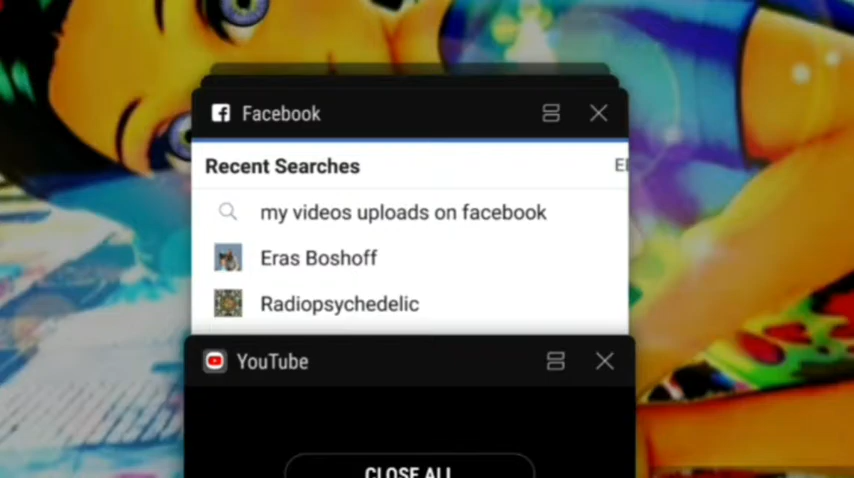 Facebook
Recent Searches
my videos uploads on facebook
Eras Boshoff
Radiopsychedelic
YouTube
CLOSE ALL